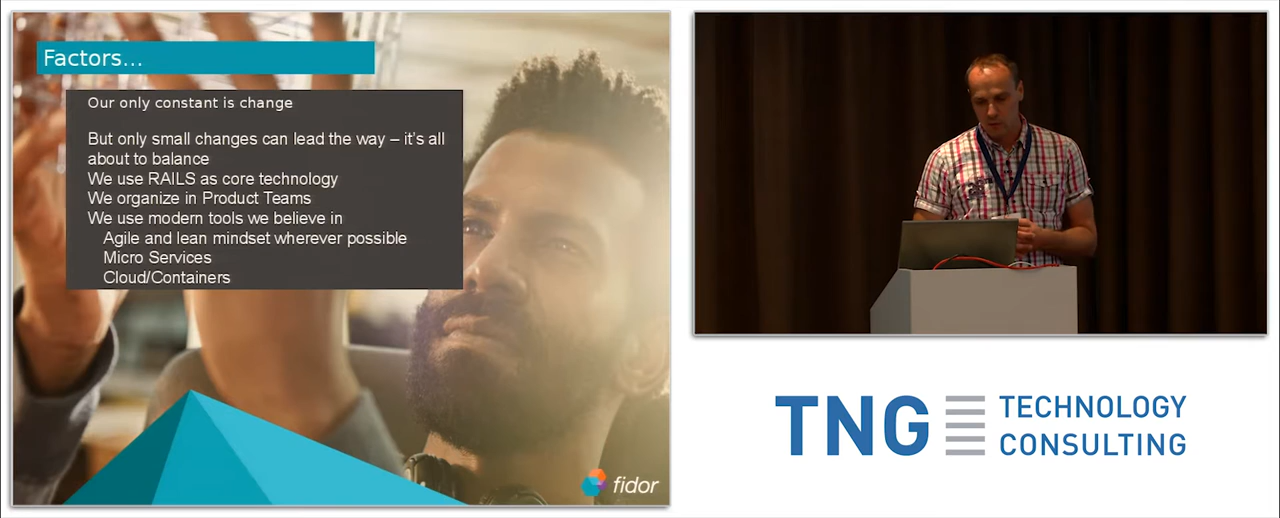 Factors...
Our only constant is change
But only small changes can lead the way – it's all
about to balance
We use RAILS as core technology
We organize in Product Teams
We use modern tools we believe in
Agile and lean mindset wherever possible
Micro Services
Cloud/Containers
fidor
TNG TECHNOLOGY
CONSULTING